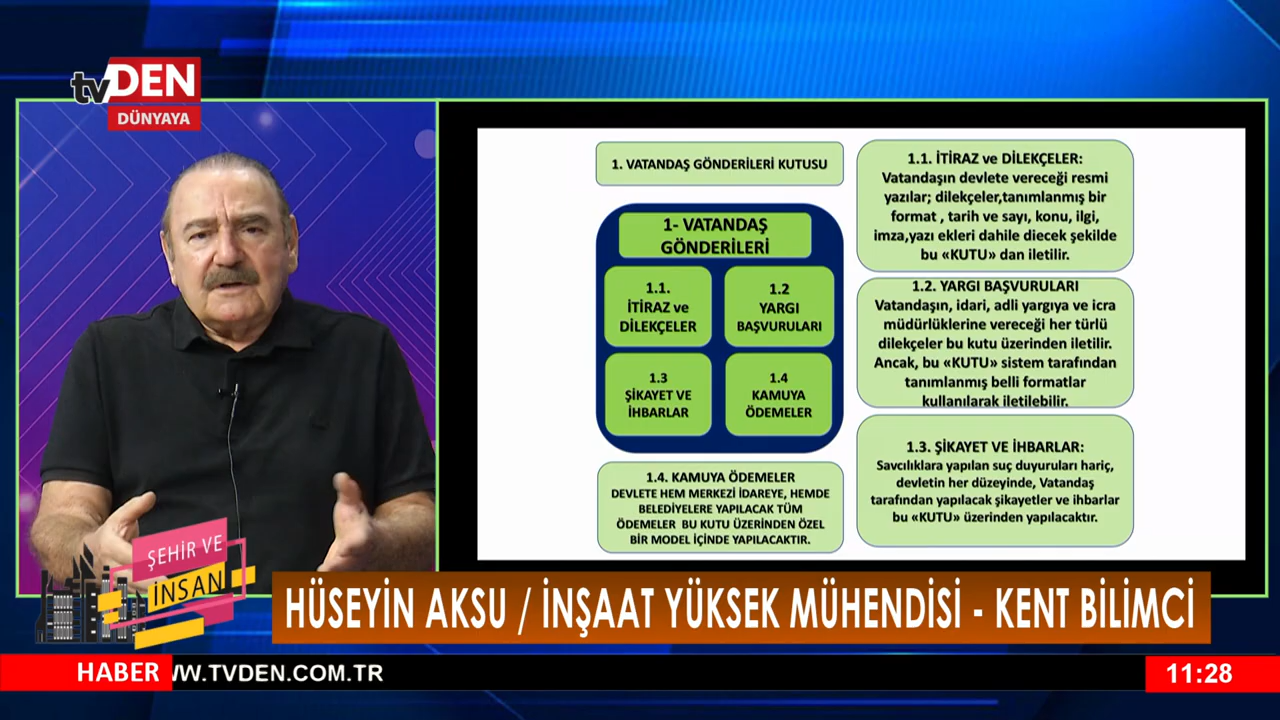 tvDEN
DÜNYAYA
1. VATANDAŞ GÖNDERİLERİ KUTUSU
1- VATANDAŞ
GÖNDERİLERİ
1.1.
İTİRAZ ve
DİLEKÇELER
1.2
YARGI
BAŞVURULARI
1.3
ŞİKAYET VE
İHBARLAR
1.4
KAMUYA
ÖDEMELER
1.4. KAMUYA ÖDEMELER
DEVLETE HEM MERKEZİ İDAREYE, HEMDE
BELEDİYELERE YAPILACAK TÜM
ÖDEMELER BU KUTU ÜZERİNDEN ÖZEL
BİR MODEL İÇİNDE YAPILACAKTIR.
1.1. İTİRAZ ve DİLEKÇELER:
Vatandaşın devlete vereceği resmi
yazılar; dilekçeler,tanımlanmış bir
format , tarih ve sayı, konu, ilgi,
imza,yazı ekleri dahile diecek şekilde
bu «KUTU» dan iletilir.
1.2. YARGI BAŞVURULARI
Vatandaşın, idari, adli yargıya ve icra
müdürlüklerine vereceği her türlü
dilekçeler bu kutu üzerinden iletilir.
Ancak, bu «KUTU» sistem tarafından
tanımlanmış belli formatlar
kullanılarak iletilebilir.
1.3. ŞİKAYET VE İHBARLAR:
Savcılıklara yapılan suç duyuruları hariç,
devletin her düzeyinde, Vatandaş
tarafından yapılacak şikayetler ve ihbarlar
bu «KUTU» üzerinden yapılacaktır.
ŞEHİR VE
İNSAN
HÜSEYİN AKSU / İNŞAAT YÜKSEK MÜHENDİSİ - KENT BİLİMCİ
HABER WW.TVDEN.COM.TR
11:28